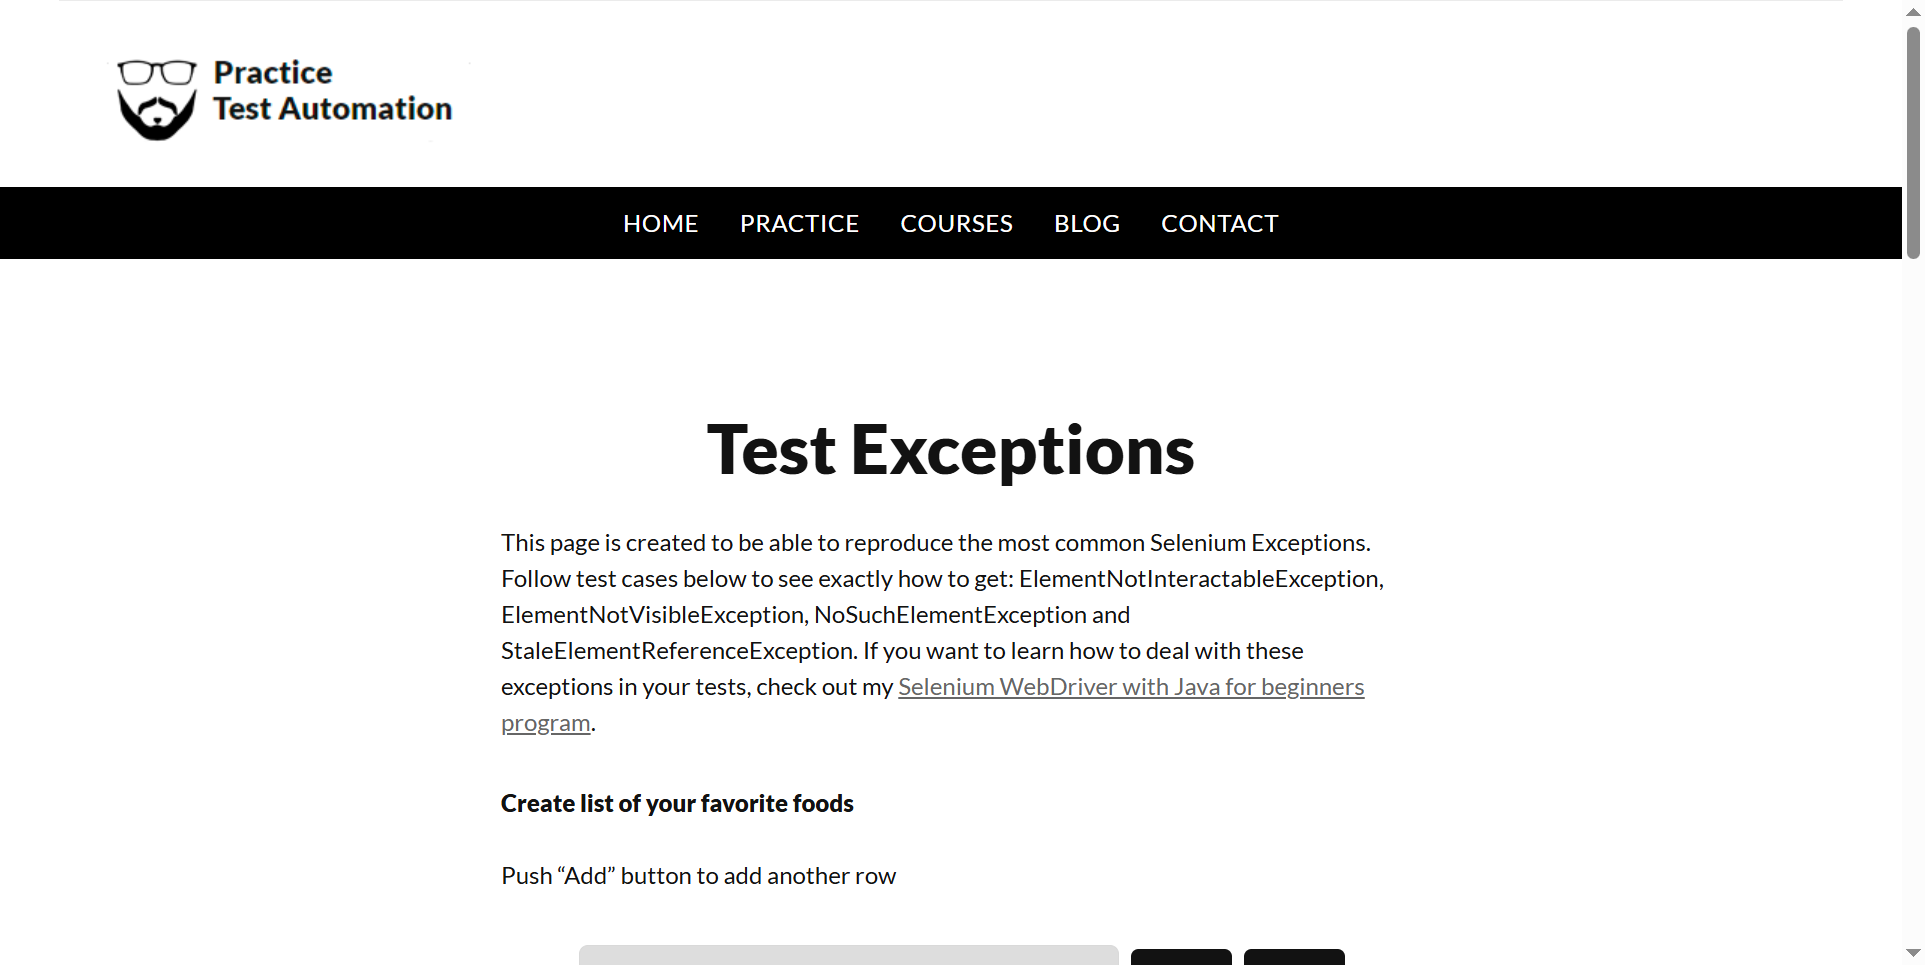 Practice
Test Automation
HOME PRACTICE COURSES BLOG CONTACT
Test Exceptions
This page is created to be able to reproduce the most common Selenium Exceptions.
Follow test cases below to see exactly how to get: ElementNotInteractableException,
ElementNotVisibleException, NoSuchElementException and
StaleElementReferenceException. If you want to learn how to deal with these
exceptions in your tests, check out my Selenium WebDriver with Java for beginners
program.
Create list of your favorite foods
Push “Add” button to add another row